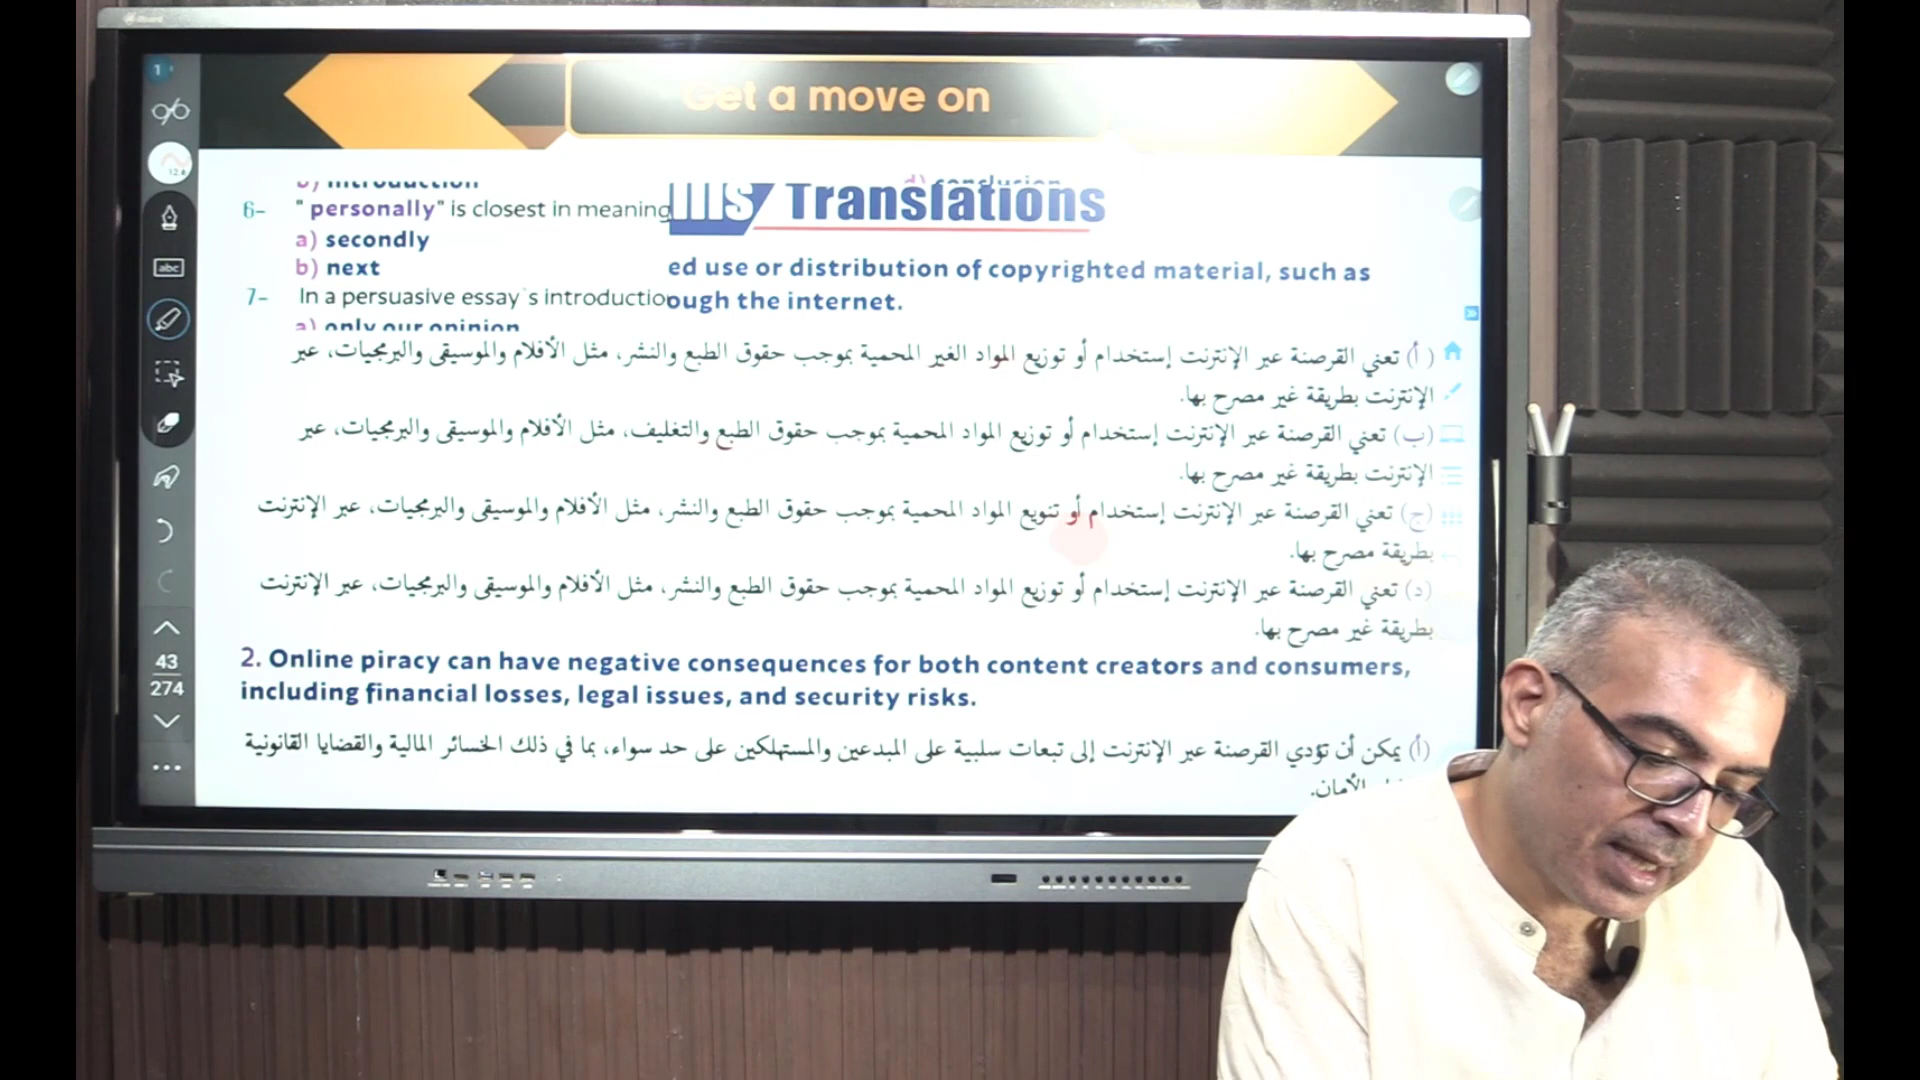 Get a move on
6- " personally" is closest in meaning
a) secondly
b) next
7- In a persuasive essay`s introductio
a) only our opinion
Translations
ed use or distribution of copyrighted material, such as
ough the internet.
(أ) تعني القرصنة عبر الإنترنت إستخدام أو توزيع المواد الغير المحمية بموجب حقوق الطبع والنشر، مثل الأفلام والموسيقى والبرمجيات، عبر
الإنترنت بطريقة غير مصرح بها.
(ب) تعني القرصنة عبر الإنترنت إستخدام أو توزيع المواد المحمية بموجب حقوق الطبع والتغليف، مثل الأفلام والموسيقى والبرمجيات، عبر
الإنترنت بطريقة غير مصرح بها.
(ج) تعني القرصنة عبر الإنترنت إستخدام أو تنويع المواد المحمية بموجب حقوق الطبع والنشر، مثل الأفلام والموسيقى والبرمجيات، عبر الإنترنت
بطريقة مصرح بها.
(د) تعني القرصنة عبر الإنترنت إستخدام أو توزيع المواد المحمية بموجب حقوق الطبع والنشر، مثل الأفلام والموسيقى والبرمجيات، عبر الإنترنت
بطريقة غير مصرح بها.
2. Online piracy can have negative consequences for both content creators and consumers,
including financial losses, legal issues, and security risks.
(أ) يمكن أن تؤدي القرصنة عبر الإنترنت إلى تبعات سلبية على المبدعين والمستهلكين على حد سواء، بما في ذلك الخسائر المالية والقضايا القانونية
الأمان.
1
12.6
abc
43
274